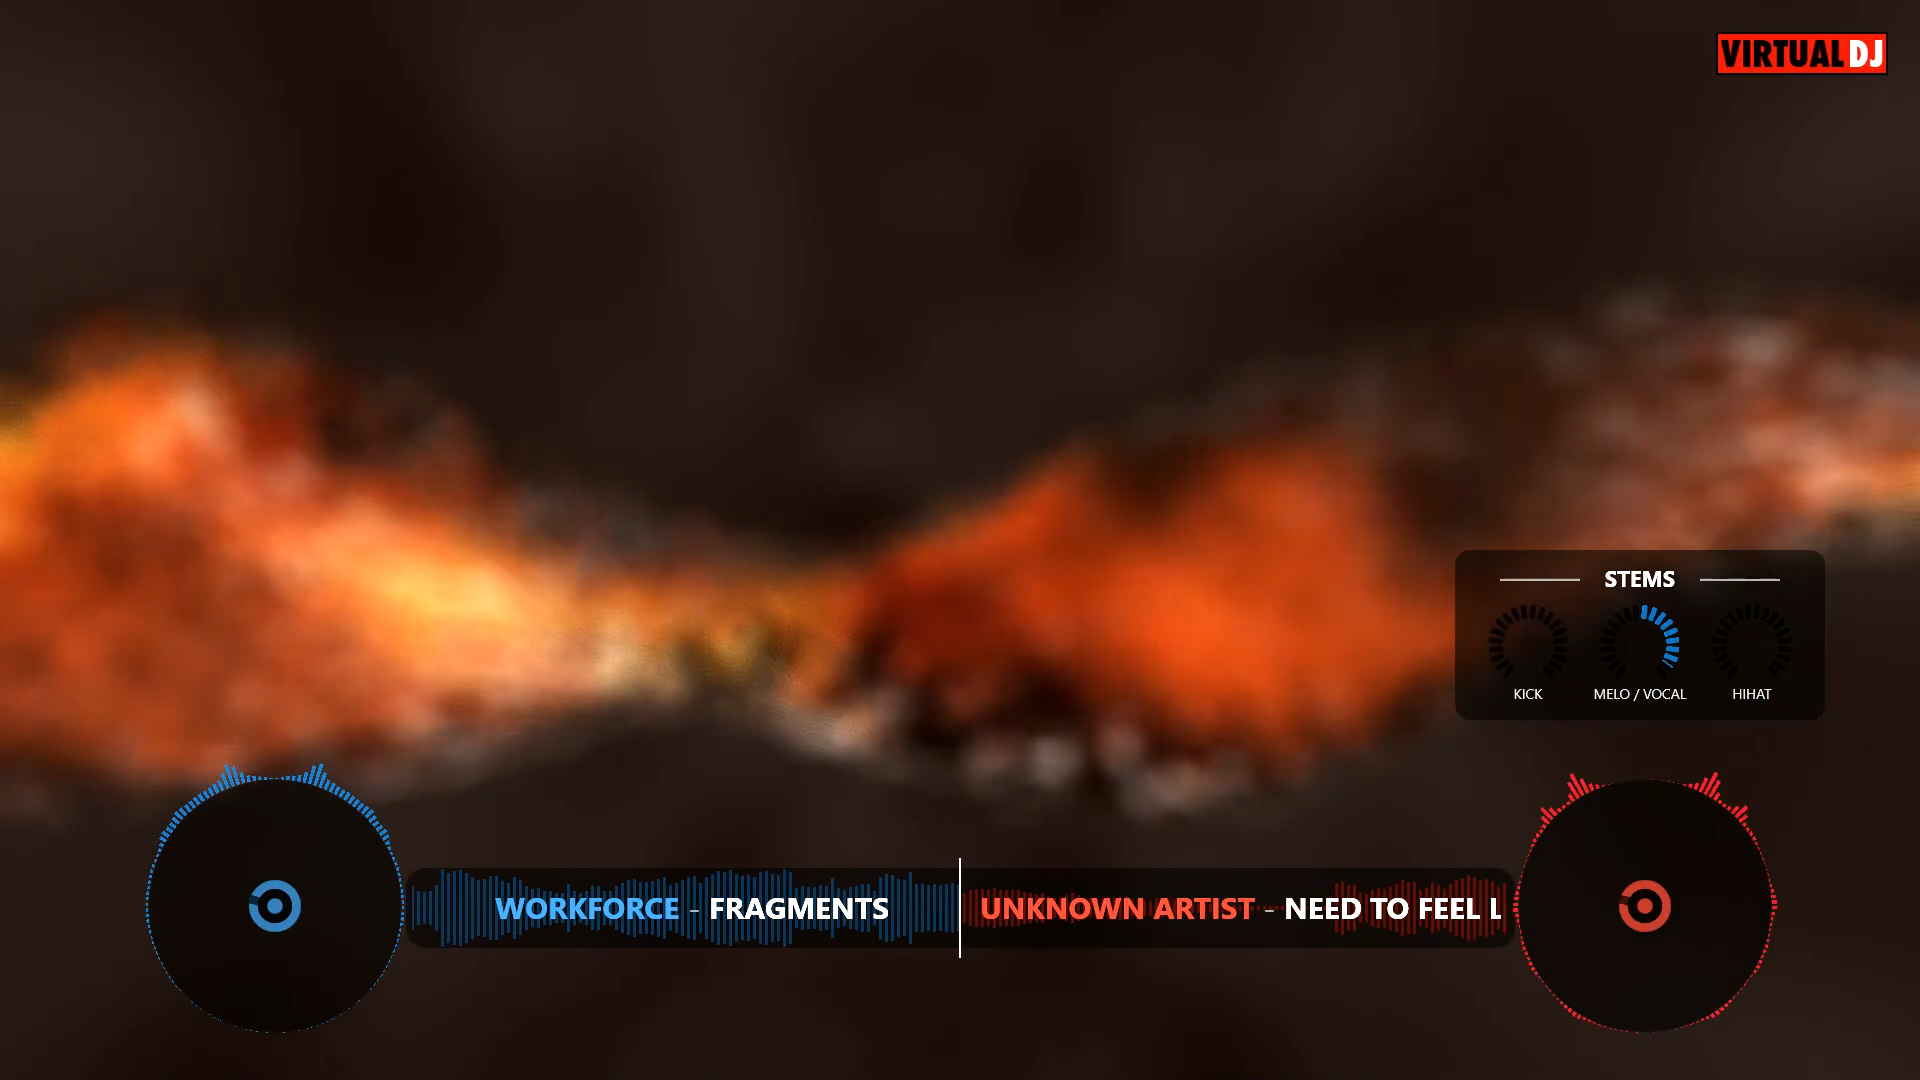 VIRTUAL DJ
STEMS
KICK MELO / VOCAL HIHAT
WORKFORCE - FRAGMENTS
UNKNOWN ARTIST - NEED TO FEEL L